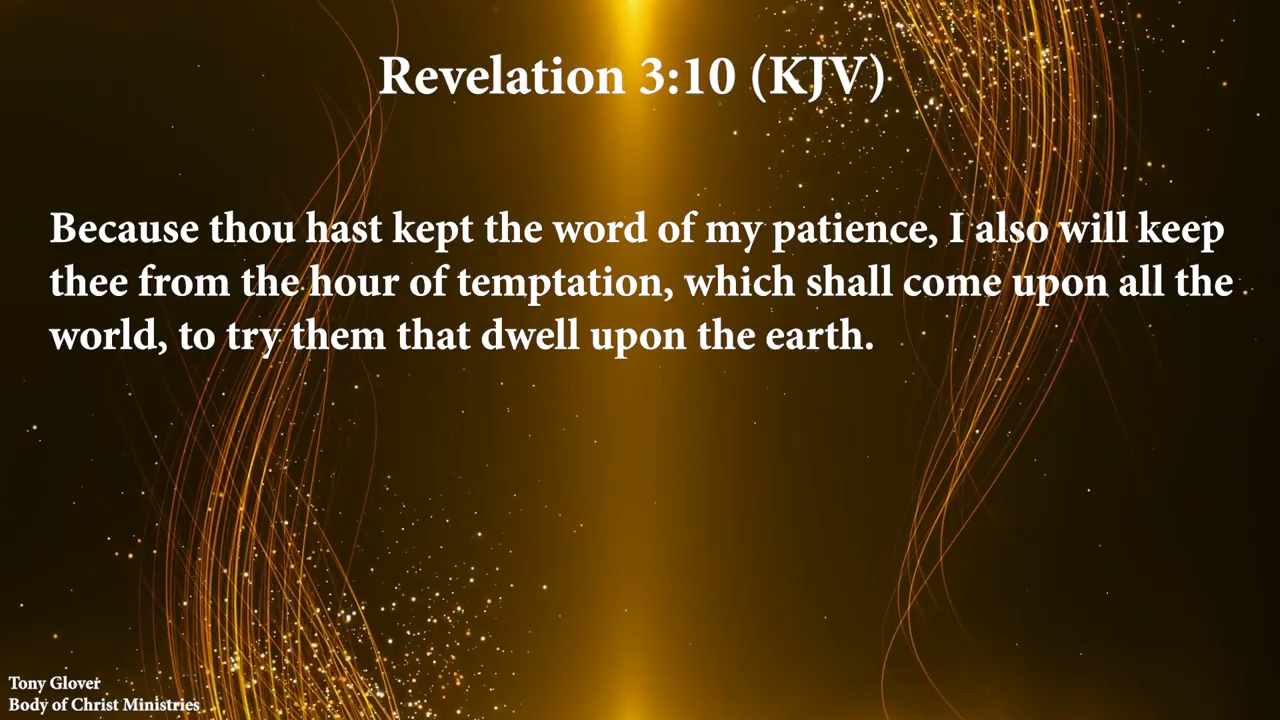 Revelation 3:10 (KJV)
Because thou hast kept the word of my patience, I also will keep
thee from the hour of temptation, which shall come upon all the
world, to try them that dwell upon the earth.
Tony Glover
Body of Christ Ministries